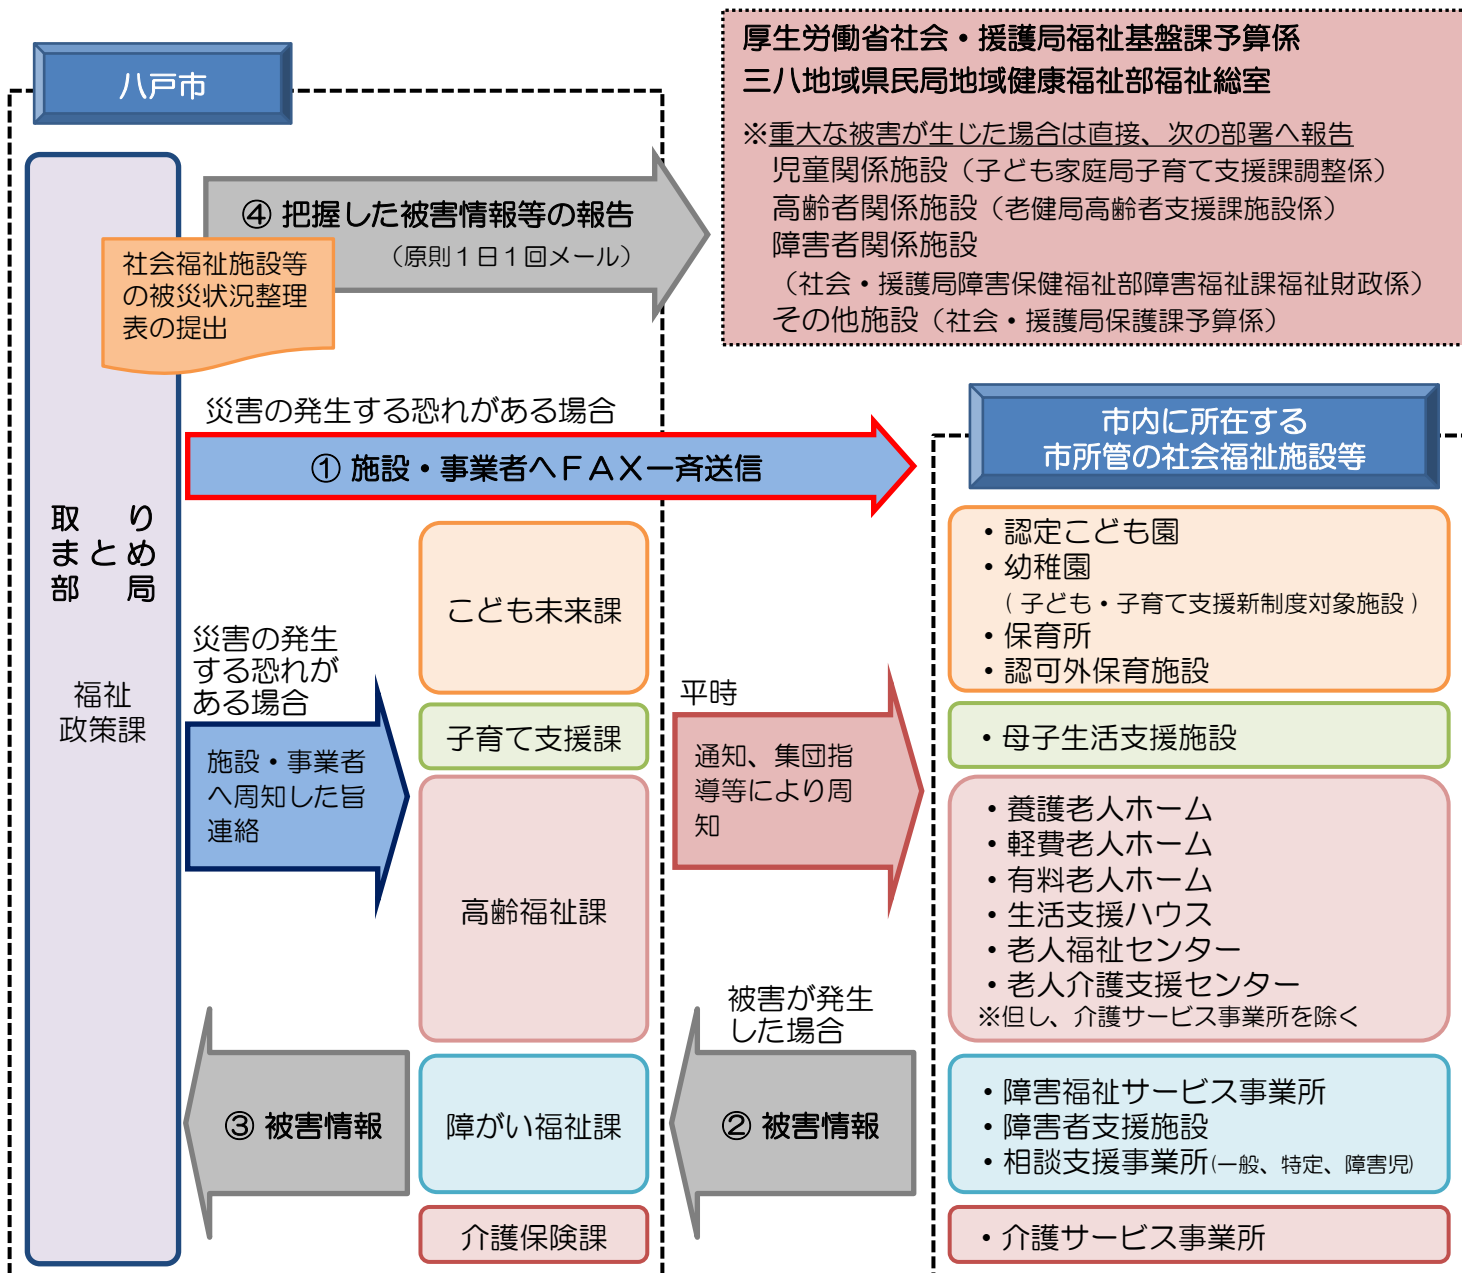 八戸市
厚生労働省社会・援護局福祉基盤課予算係
三八地域県民局地域健康福祉部福祉総室
※重大な被害が生じた場合は直接、次の部署へ報告
児童関係施設（子ども家庭局子育て支援課調整係）
高齢者関係施設（老健局高齢者支援課施設係）
障害者関係施設
（社会・援護局障害保健福祉部障害福祉課福祉財政係）
その他施設（社会・援護局保護課予算係）
④ 把握した被害情報等の報告
（原則１日１回メール）
社会福祉施設等
の被災状況整理
表の提出
災害の発生する恐れがある場合
① 施設・事業者へＦＡＸ一斉送信
市内に所在する
市所管の社会福祉施設等
取り
まとめ
部局
福祉
政策課
災害の発生
する恐れが
ある場合
施設・事業者
へ周知した旨
連絡
こども未来課
子育て支援課
高齢福祉課
障がい福祉課
介護保険課
平時
通知、集団指
導等により周
知
・認定こども園
・幼稚園
（子ども・子育て支援新制度対象施設）
・保育所
・認可外保育施設
・母子生活支援施設
・養護老人ホーム
・軽費老人ホーム
・有料老人ホーム
・生活支援ハウス
・老人福祉センター
・老人介護支援センター
※但し、介護サービス事業所を除く
・障害福祉サービス事業所
・障害者支援施設
・相談支援事業所(一般、特定、障害児)
・介護サービス事業所
被害が発生
した場合
② 被害情報
③ 被害情報